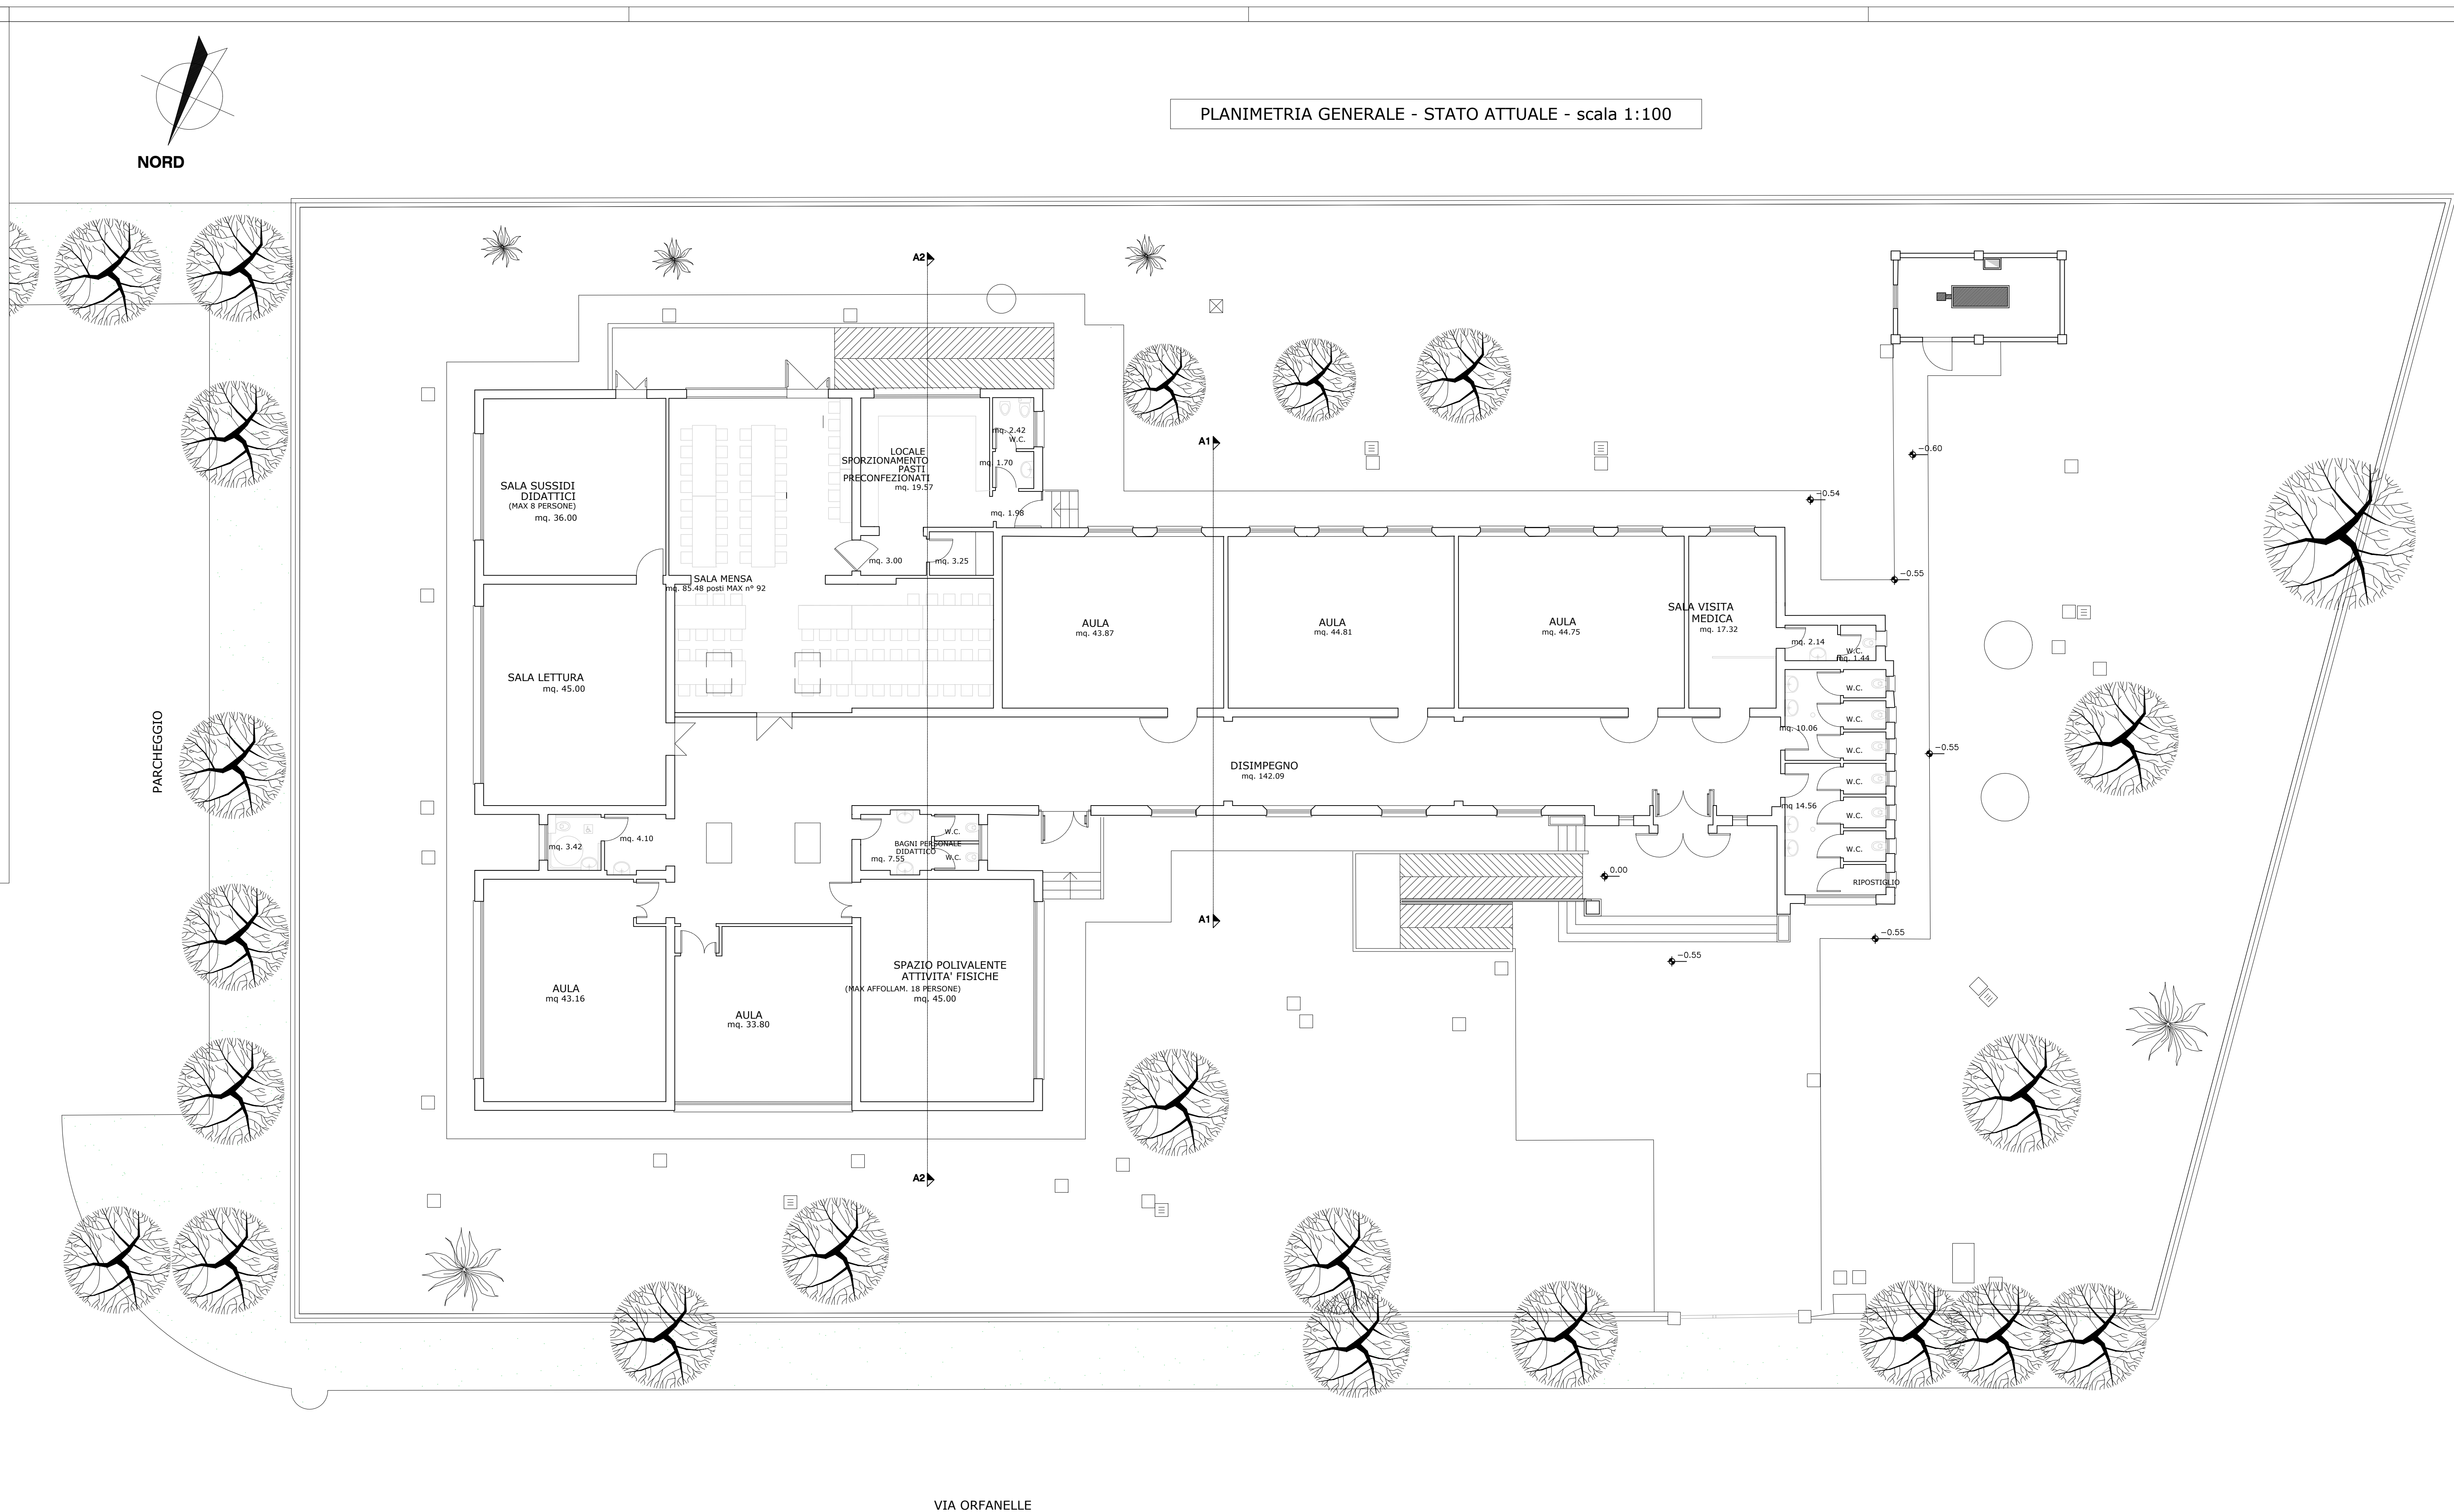 NORD
PLANIMETRIA GENERALE - STATO ATTUALE - scala 1:100
A2
A1
LOCALE
SPORZIONAMENTO
PASTI
PRECONFEZIONATI
mq. 19.57
mq. 2.42
W.C.
mq. 1.70
mq. 1.98
SALA SUSSIDI
DIDATTICI
(MAX 8 PERSONE)
mq. 36.00
−0.60
−0.54
−0.55
mq. 3.00
mq. 3.25
SALA MENSA
mq. 85.48 posti MAX n° 92
AULA
mq. 43.87
AULA
mq. 44.81
AULA
mq. 44.75
SALA VISITA
MEDICA
mq. 17.32
mq. 2.14
W.C.
mq. 1.44
SALA LETTURA
mq. 45.00
W.C.
W.C.
mq. 10.06
W.C.
−0.55
PARCHEGGIO
DISIMPEGNO
mq. 142.09
W.C.
mq 14.56
W.C.
W.C.
RIPOSTIGLIO
mq. 3.42
mq. 4.10
W.C.
BAGNI PERSONALE
DIDATTICO
mq. 7.55
W.C.
0.00
A1
−0.55
−0.55
SPAZIO POLIVALENTE
ATTIVITA' FISICHE
(MAX AFFOLLAM. 18 PERSONE)
mq. 45.00
AULA
mq 43.16
AULA
mq. 33.80
A2
VIA ORFANELLE